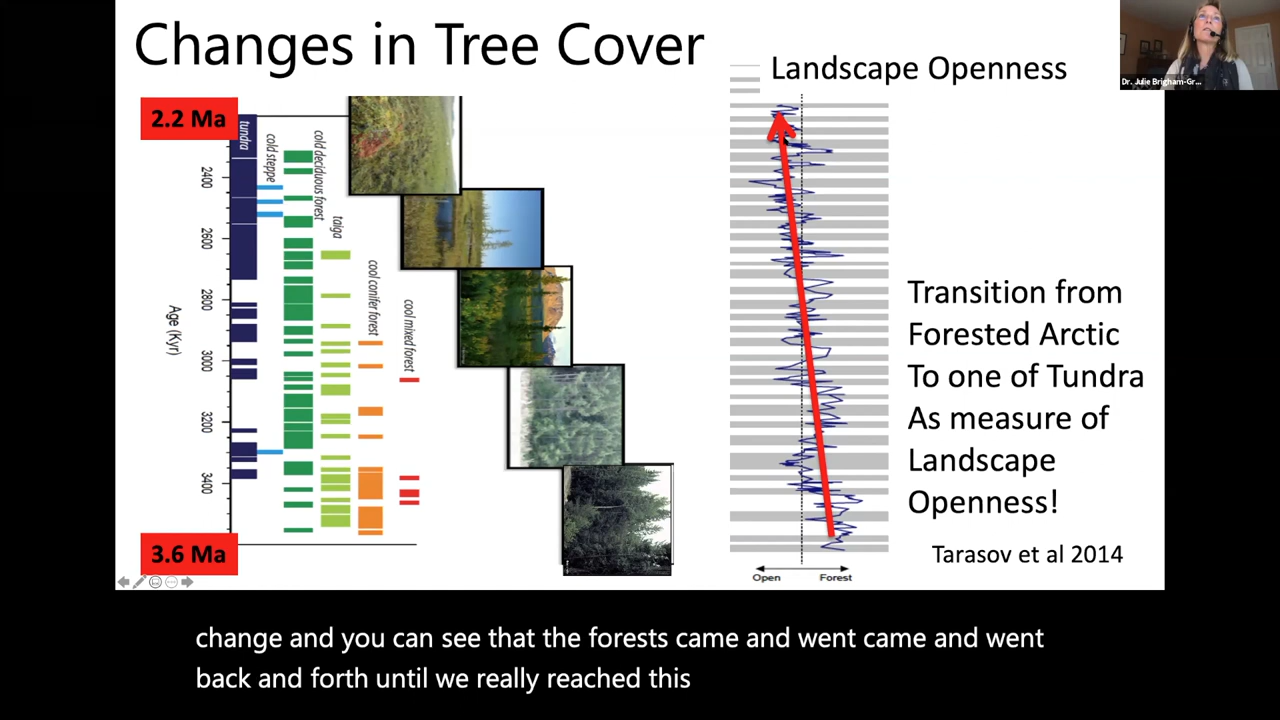 Changes in Tree Cover
Landscape Openness
Dr. Julie Brigham-Gr...
2.2 Ma
tundra
cold steppe
cold deciduous forest
taiga
cool conifer forest
cool mixed forest
2400
2600
2800
3000
3200
3400
Age (Kyr)
3.6 Ma
Open
Forest
Transition from
Forested Arctic
To one of Tundra
As measure of
Landscape
Openness!
Tarasov et al 2014
change and you can see that the forests came and went came and went
back and forth until we really reached this